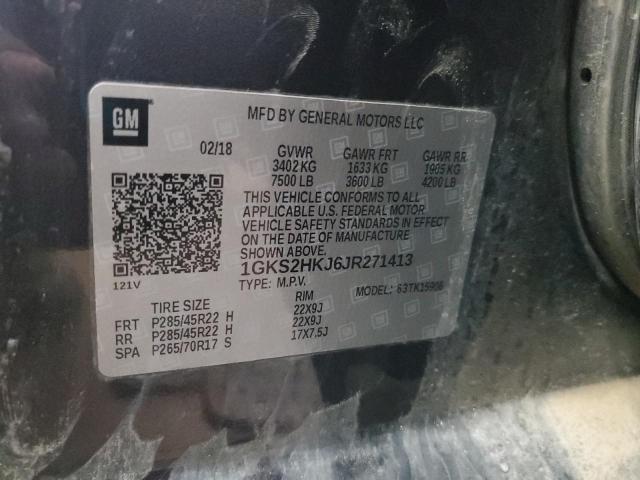 GM
MFD BY GENERAL MOTORS LLC
02/18 GVWR GAWR FRT GAWR RR
3402 KG 1633 KG 1905 KG
7500 LB 3600 LB 4200 LB
THIS VEHICLE CONFORMS TO ALL
APPLICABLE U.S. FEDERAL MOTOR
VEHICLE SAFETY STANDARDS IN EFFECT
ON THE DATE OF MANUFACTURE
SHOWN ABOVE.
1GKS2HKJ6JR271413
121V
TYPE: M.P.V. MODEL: 63TK15906
TIRE SIZE RIM
FRT P285/45R22 H 22X9J
RR P285/45R22 H 22X9J
SPA P265/70R17 S 17X7.5J